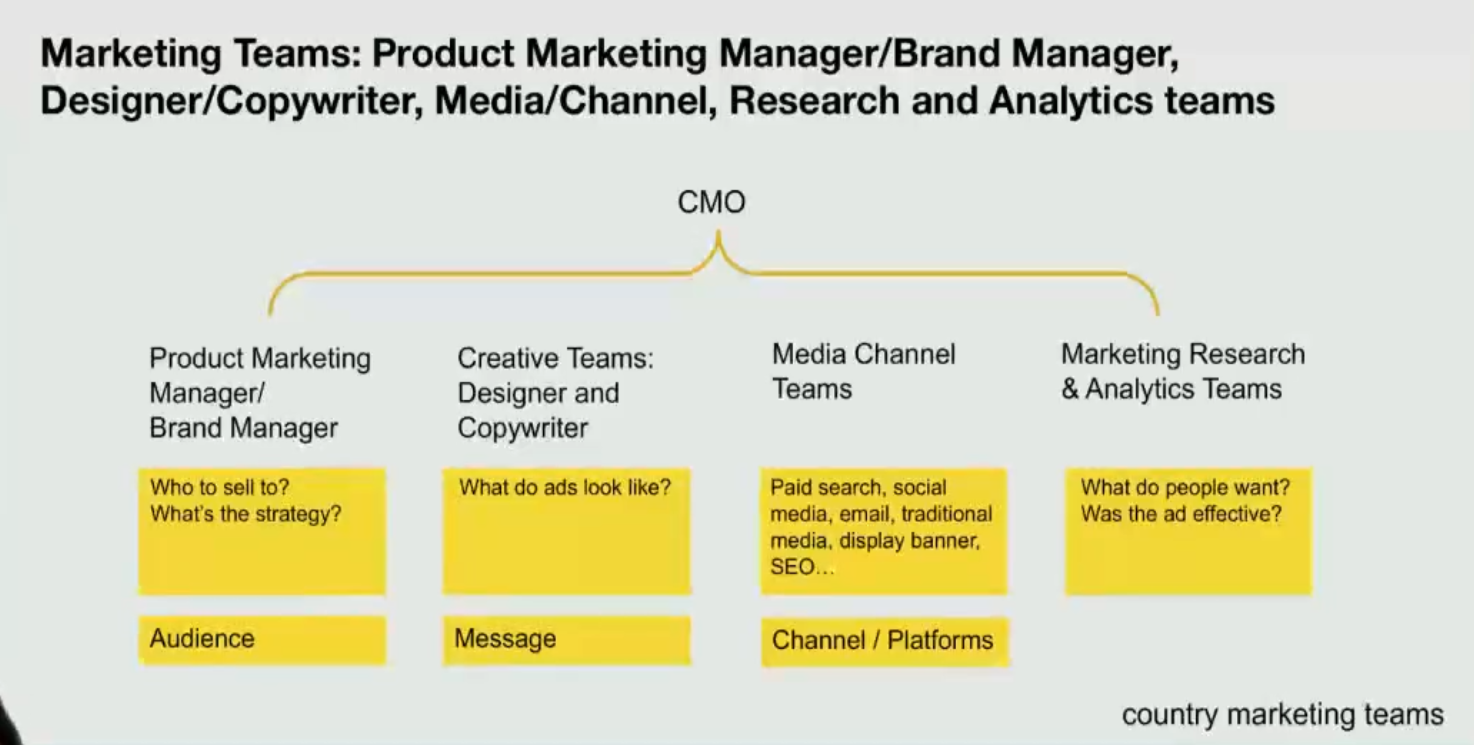 Marketing Teams: Product Marketing Manager/Brand Manager,
Designer/Copywriter, Media/Channel, Research and Analytics teams
CMO
Product Marketing
Manager/
Brand Manager
Creative Teams:
Designer and
Copywriter
Media Channel
Teams
Marketing Research
& Analytics Teams
Who to sell to?
What's the strategy?
What do ads look like?
Paid search, social
media, email, traditional
media, display banner,
SEO...
What do people want?
Was the ad effective?
Audience
Message
Channel / Platforms
country marketing teams